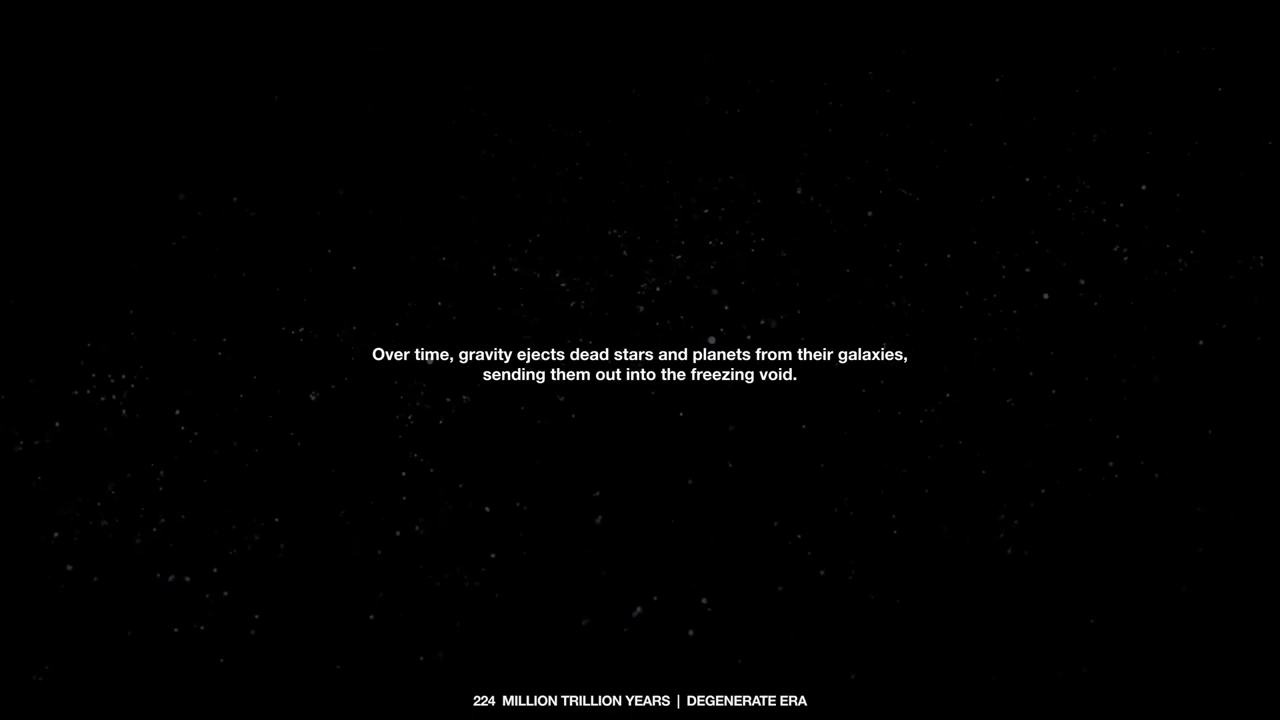 Over time, gravity ejects dead stars and planets from their galaxies,
sending them out into the freezing void.
224 MILLION TRILLION YEARS | DEGENERATE ERA